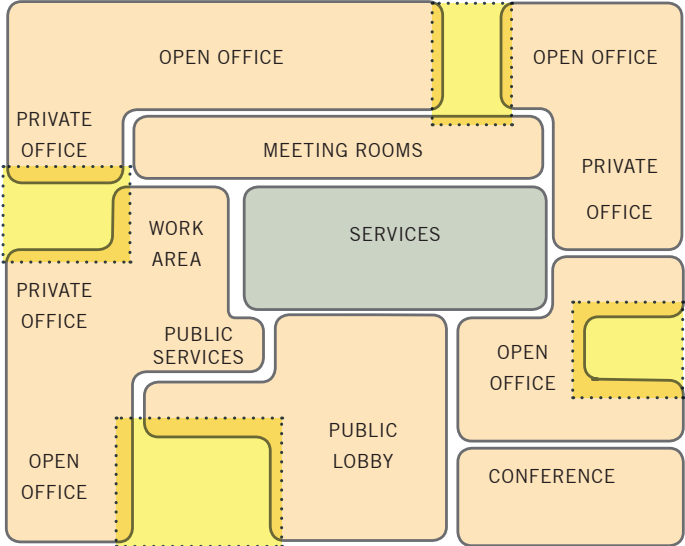 OPEN OFFICE
OPEN OFFICE
PRIVATE
OFFICE
MEETING ROOMS
PRIVATE
OFFICE
WORK
AREA
SERVICES
PRIVATE
OFFICE
PUBLIC
SERVICES
OPEN
OFFICE
PUBLIC
LOBBY
OPEN
OFFICE
CONFERENCE